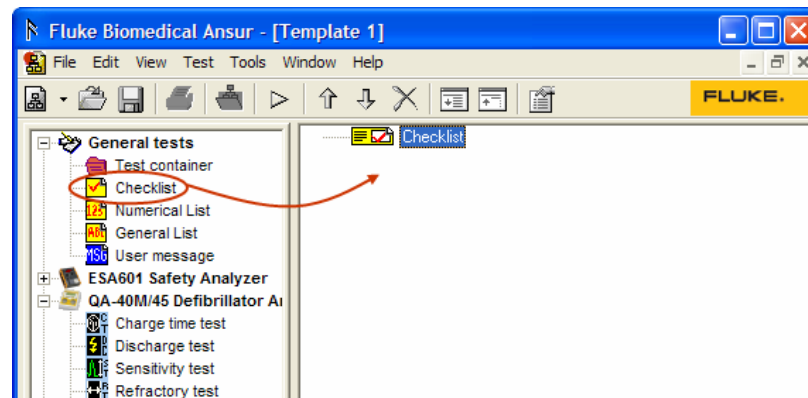 Fluke Biomedical Ansur - [Template 1]
File Edit View Test Tools Window Help
FLUKE.
General tests
Test container
Checklist
Numerical List
General List
User message
ESA601 Safety Analyzer
QA-40M/45 Defibrillator
Charge time test
Discharge test
Sensitivity test
Refractory test
Checklist